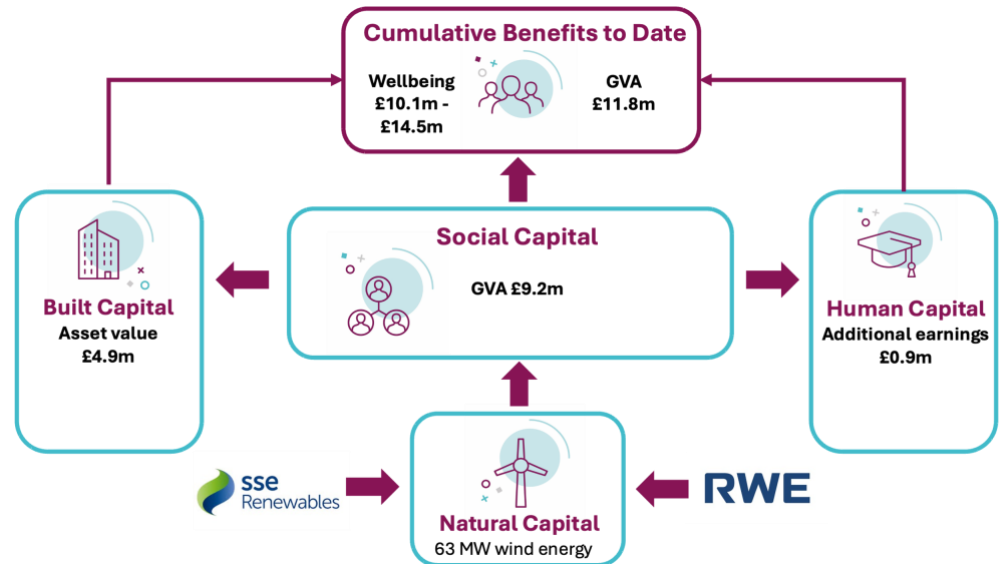 Cumulative Benefits to Date
Wellbeing
£10.1m -
£14.5m
GVA
£11.8m
Built Capital
Asset value
£4.9m
Social Capital
GVA £9.2m
Human Capital
Additional earnings
£0.9m
sse
Renewables
RWE
Natural Capital
63 MW wind energy